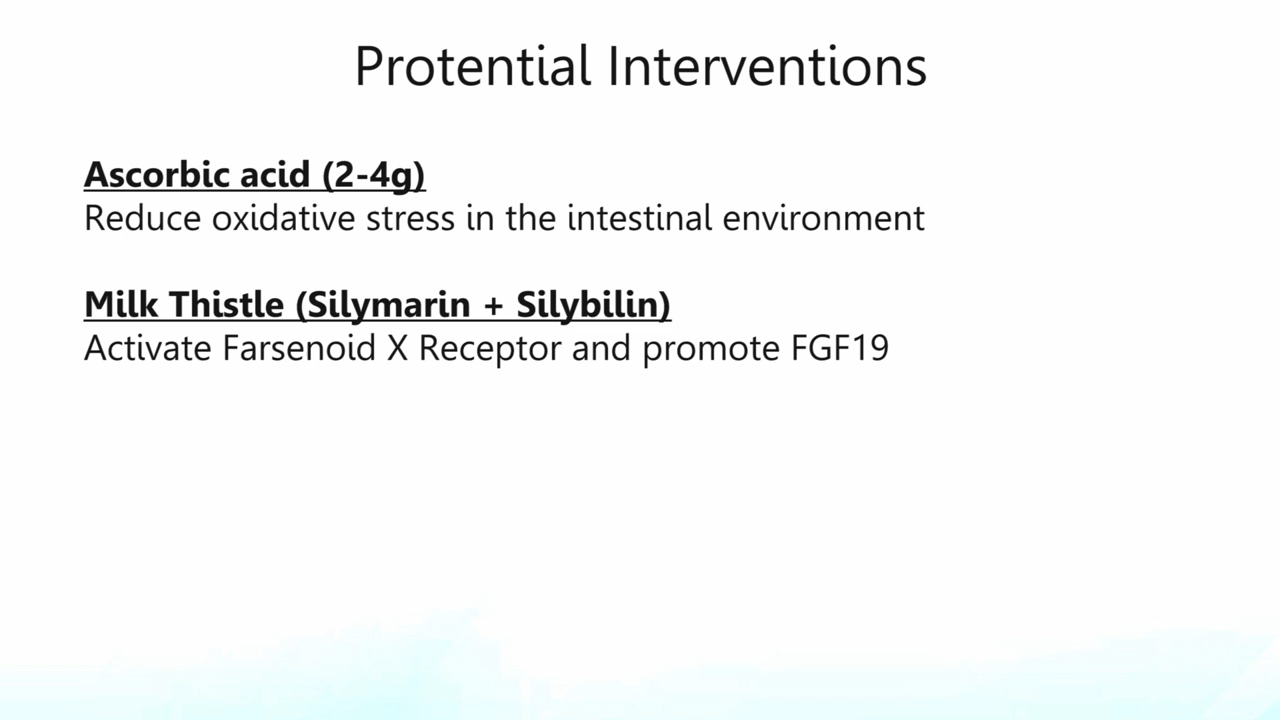 Protential Interventions
Ascorbic acid (2-4g)
Reduce oxidative stress in the intestinal environment
Milk Thistle (Silymarin + Silybilin)
Activate Farsenoid X Receptor and promote FGF19